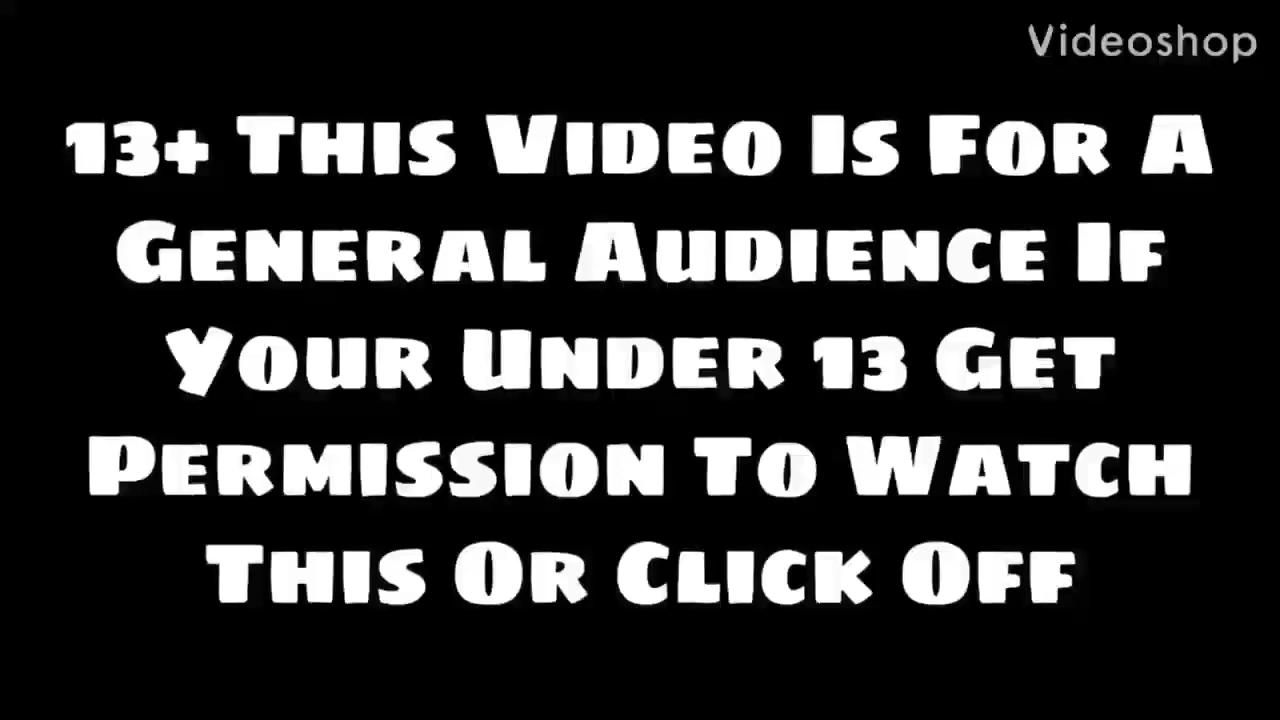 Videoshop
13+ This Video Is For A
General Audience If
Your Under 13 Get
Permission To Watch
This Or Click Off